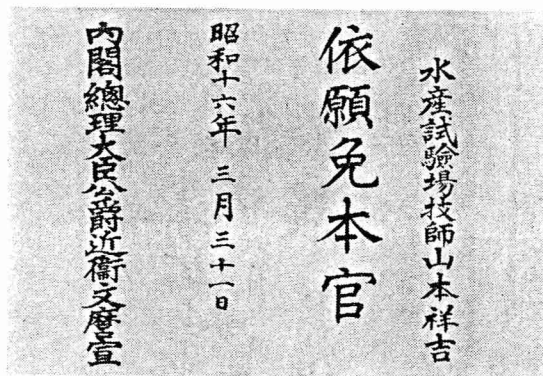 水産試驗場技師山本祥吉
依願免本官
昭和十六年 三月 三十一日
内閣總理大臣公爵近衞文麿宣